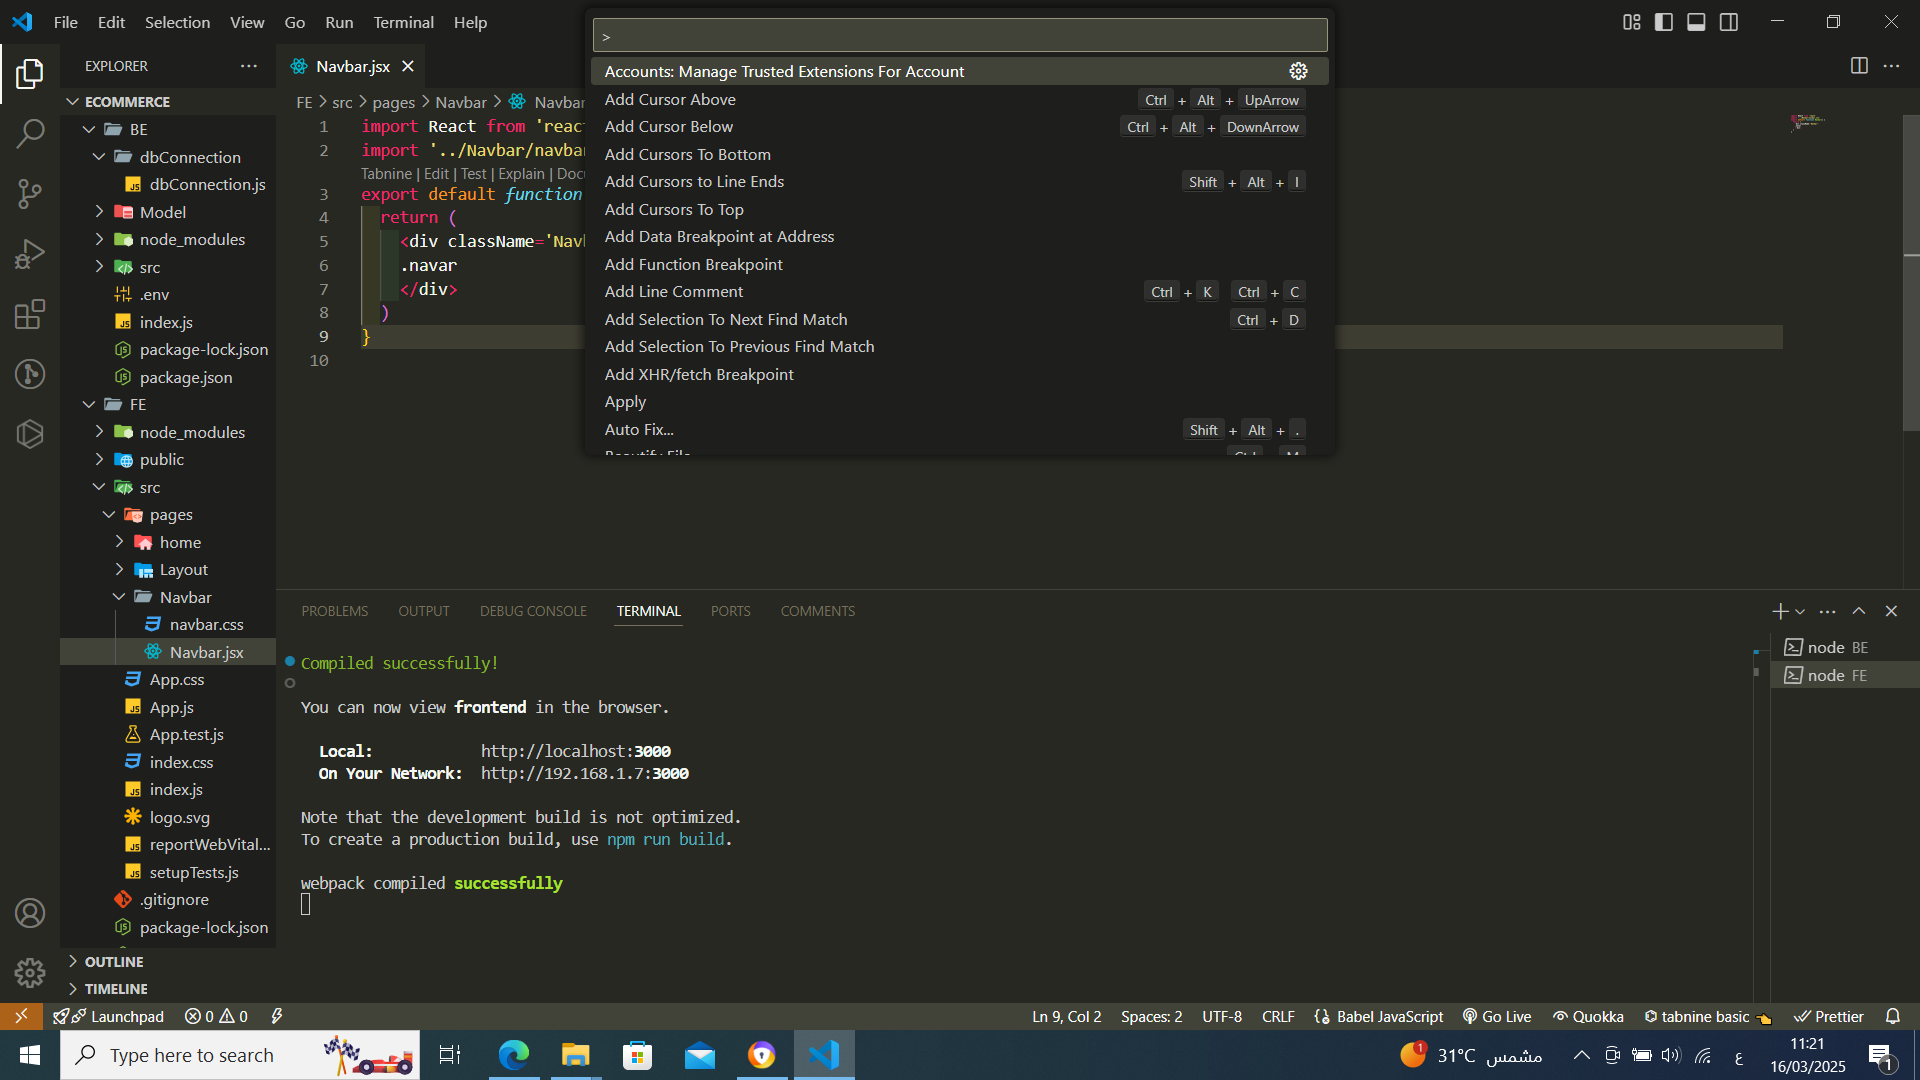 File Edit Selection View Go Run Terminal Help
>
EXPLORER
Navbar.jsx
Accounts: Manage Trusted Extensions For Account
Add Cursor Above Ctrl + Alt + UpArrow
Add Cursor Below Ctrl + Alt + DownArrow
Add Cursors To Bottom
Add Cursors to Line Ends Shift + Alt + I
Add Cursors To Top
Add Data Breakpoint at Address
Add Function Breakpoint
Add Line Comment Ctrl + K Ctrl + C
Add Selection To Next Find Match Ctrl + D
Add Selection To Previous Find Match
Add XHR/fetch Breakpoint
Apply
Auto Fix... Shift + Alt + .
Beautify File Ctrl M
ECOMMERCE
BE
dbConnection
dbConnection.js
Model
node_modules
src
.env
index.js
package-lock.json
package.json
FE
node_modules
public
src
pages
home
Layout
Navbar
navbar.css
Navbar.jsx
App.css
App.js
App.test.js
index.css
index.js
logo.svg
reportWebVital...
setupTests.js
.gitignore
package-lock.json
OUTLINE
TIMELINE
FE > src > pages > Navbar > Navbar
1 import React from 'reac
2 import '../Navbar/navbar
Tabnine | Edit | Test | Explain | Docu
3 export default function
4 return (
5 <div className='Navb
6 .navar
7 </div>
8 )
9 }
10
PROBLEMS OUTPUT DEBUG CONSOLE TERMINAL PORTS COMMENTS
Compiled successfully!
You can now view frontend in the browser.
Local: http://localhost:3000
On Your Network: http://192.168.1.7:3000
Note that the development build is not optimized.
To create a production build, use npm run build.
webpack compiled successfully
node BE
node FE
Launchpad 0 0
Ln 9, Col 2 Spaces: 2 UTF-8 CRLF Babel JavaScript Go Live Quokka tabnine basic Prettier
Type here to search
1 31°C مشمس ع
11:21
16/03/2025
1